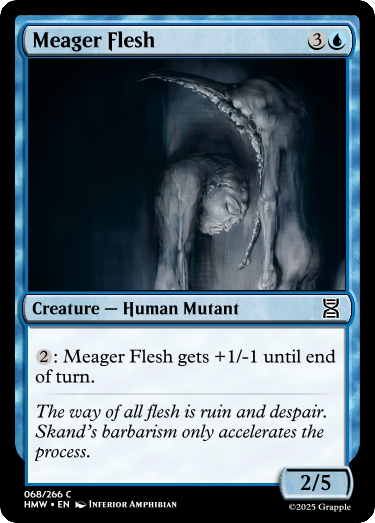 Meager Flesh 3
Creature — Human Mutant
2: Meager Flesh gets +1/-1 until end
of turn.
The way of all flesh is ruin and despair.
Skand's barbarism only accelerates the
process.
2/5
068/266 C
HMW • EN Inferior Amphibian
©2025 Grapple